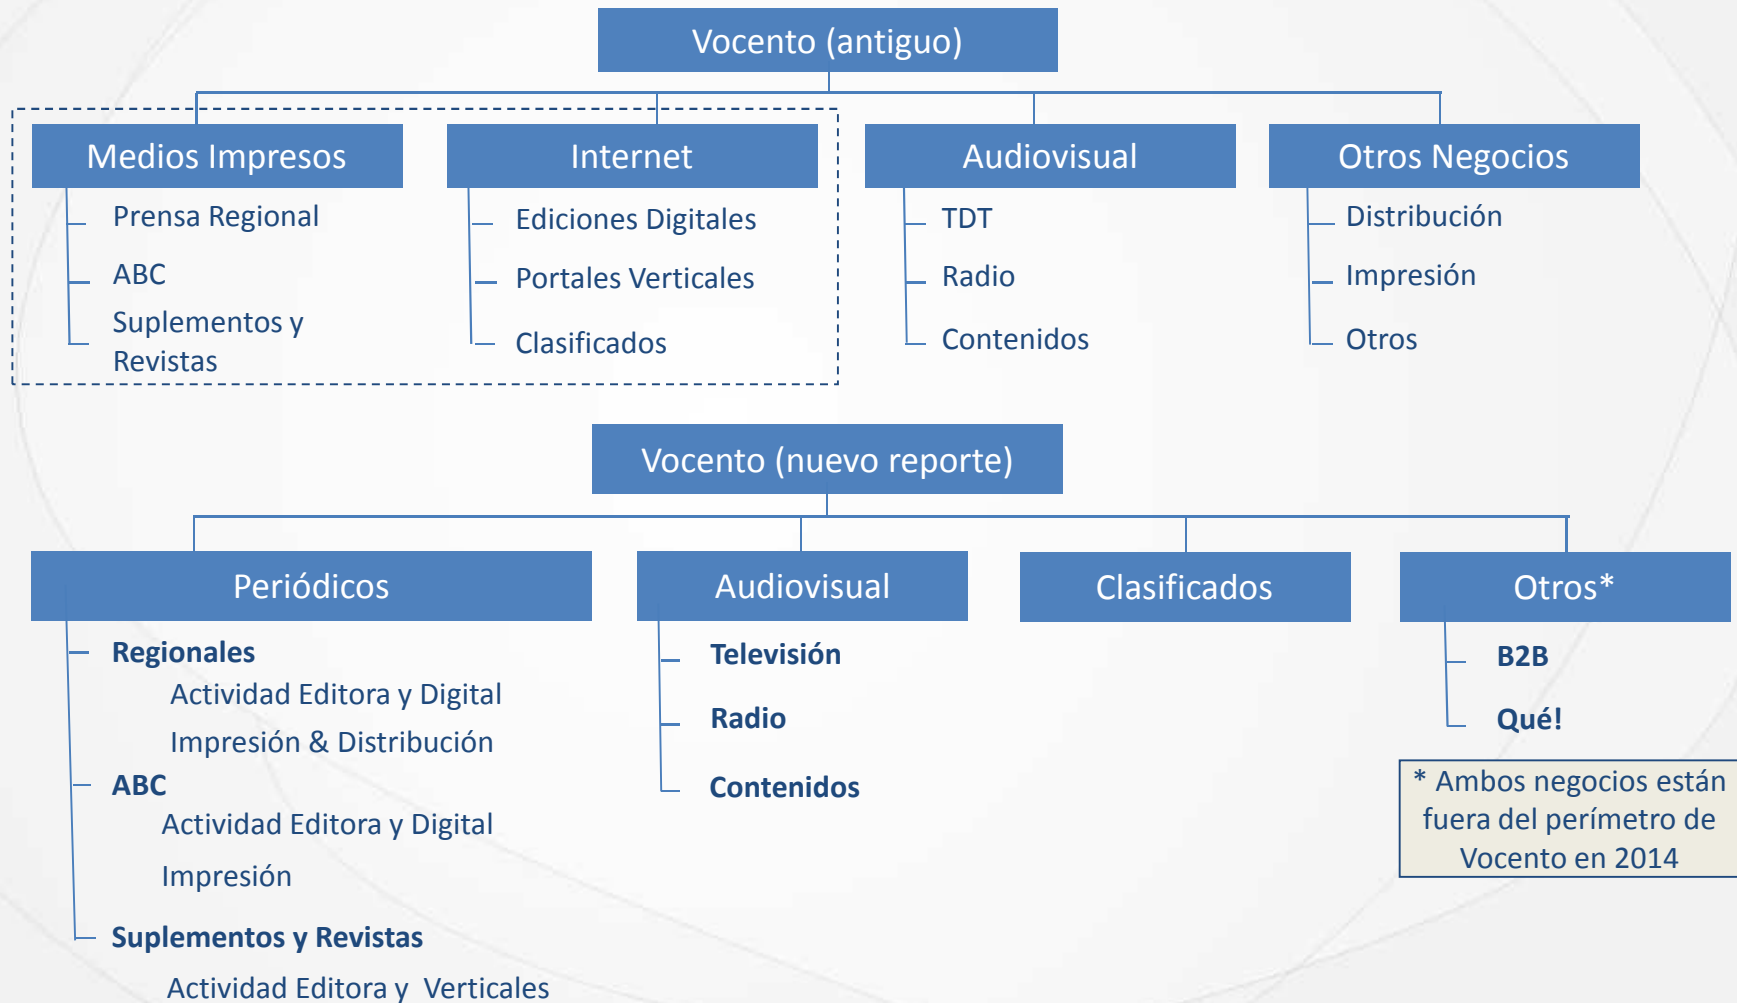 Vocento (antiguo)
Medios Impresos
Prensa Regional
ABC
Suplementos y
Revistas
Internet
Ediciones Digitales
Portales Verticales
Clasificados
Audiovisual
TDT
Radio
Contenidos
Otros Negocios
Distribución
Impresión
Otros
Vocento (nuevo reporte)
Periódicos
Regionales
Actividad Editora y Digital
Impresión & Distribución
ABC
Actividad Editora y Digital
Impresión
Suplementos y Revistas
Actividad Editora y Verticales
Audiovisual
Televisión
Radio
Contenidos
Clasificados
Otros*
B2B
Qué!
* Ambos negocios están
fuera del perímetro de
Vocento en 2014